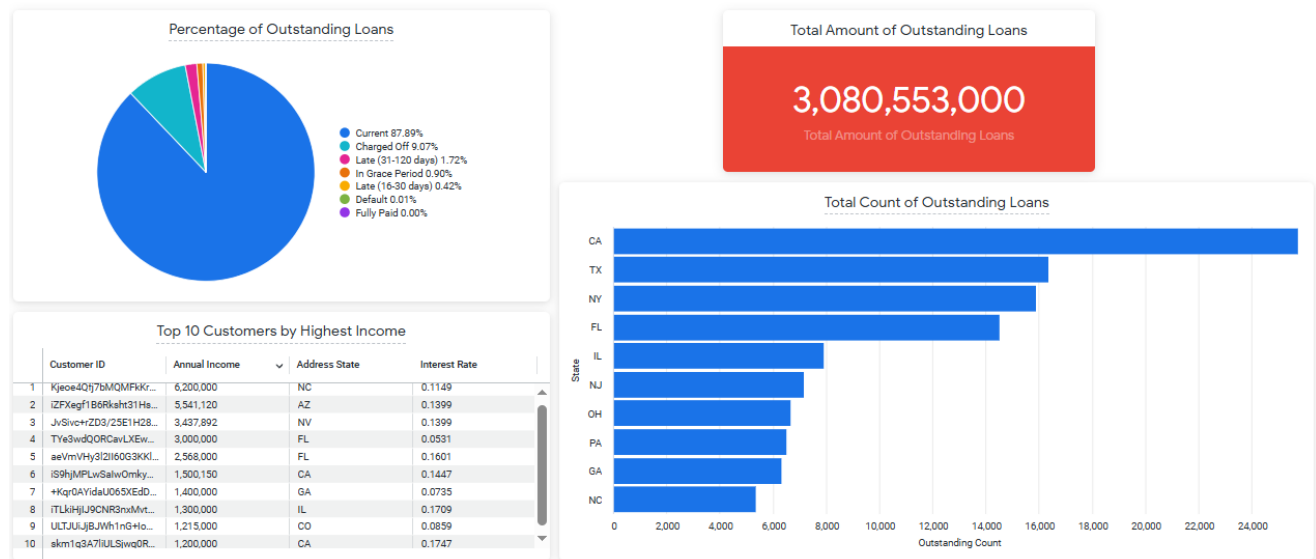 Percentage of Outstanding Loans
Current 87.89%
Charged Off 9.07%
Late (31-120 days) 1.72%
In Grace Period 0.90%
Late (16-30 days) 0.42%
Default 0.01%
Fully Paid 0.00%
Total Amount of Outstanding Loans
3,080,553,000
Total Amount of Outstanding Loans
Top 10 Customers by Highest Income
Customer ID Annual Income Address State Interest Rate
1 6,200,000 NC 0.1149
2 iZFXegf1B6Rksht31Hs... 5,541,120 AZ 0.1399
3 JvSivc+rZD3/25E1H28... 3,437,892 NV 0.1399
4 TYe3wdQORCavLXEw... 3,000,000 FL 0.0531
5 2,568,000 FL 0.1601
6 iS9hjMPLwSaIwOmky... 1,500,150 CA 0.1447
7 +Kqr0AYidaU065XEdD... 1,400,000 GA 0.0735
8 1,300,000 IL 0.1709
9 1,215,000 CO 0.0859
10 1,200,000 CA 0.1747
Total Count of Outstanding Loans
State
CA
TX
NY
FL
IL
NJ
OH
PA
GA
NC
0 2,000 4,000 6,000 8,000 10,000 12,000 14,000 16,000 18,000 20,000 22,000 24,000
Outstanding Count